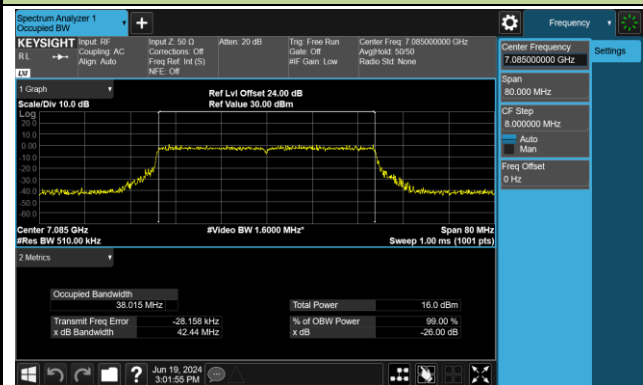 Spectrum Analyzer 1
Occupied BW
+
Frequency
KEYSIGHT
RL
LXI
Input: RF
Coupling: AC
Align: Auto
Input Z: 50 Ω
Corrections: Off
Freq Ref: Int (S)
NFE: Off
Atten: 20 dB
Trig: Free Run
Gate: Off
#IF Gain: Low
Center Freq: 7.085000000 GHz
Avg|Hold: 50/50
Radio Std: None
Center Frequency
7.085000000 GHz
Settings
Span
80.000 MHz
CF Step
8.000000 MHz
Auto
Man
Freq Offset
0 Hz
1 Graph
Scale/Div 10.0 dB
Ref Lvl Offset 24.00 dB
Ref Value 30.00 dBm
Log
20.0
10.0
0.00
-10.0
-20.0
-30.0
-40.0
-50.0
-60.0
Center 7.085 GHz
#Res BW 510.00 kHz
#Video BW 1.6000 MHz*
Span 80 MHz
Sweep 1.00 ms (1001 pts)
2 Metrics
Occupied Bandwidth
38.015 MHz
Total Power 16.0 dBm
Transmit Freq Error -28.158 kHz
% of OBW Power 99.00 %
x dB Bandwidth 42.44 MHz
x dB -26.00 dB
?
Jun 19, 2024
3:01:55 PM